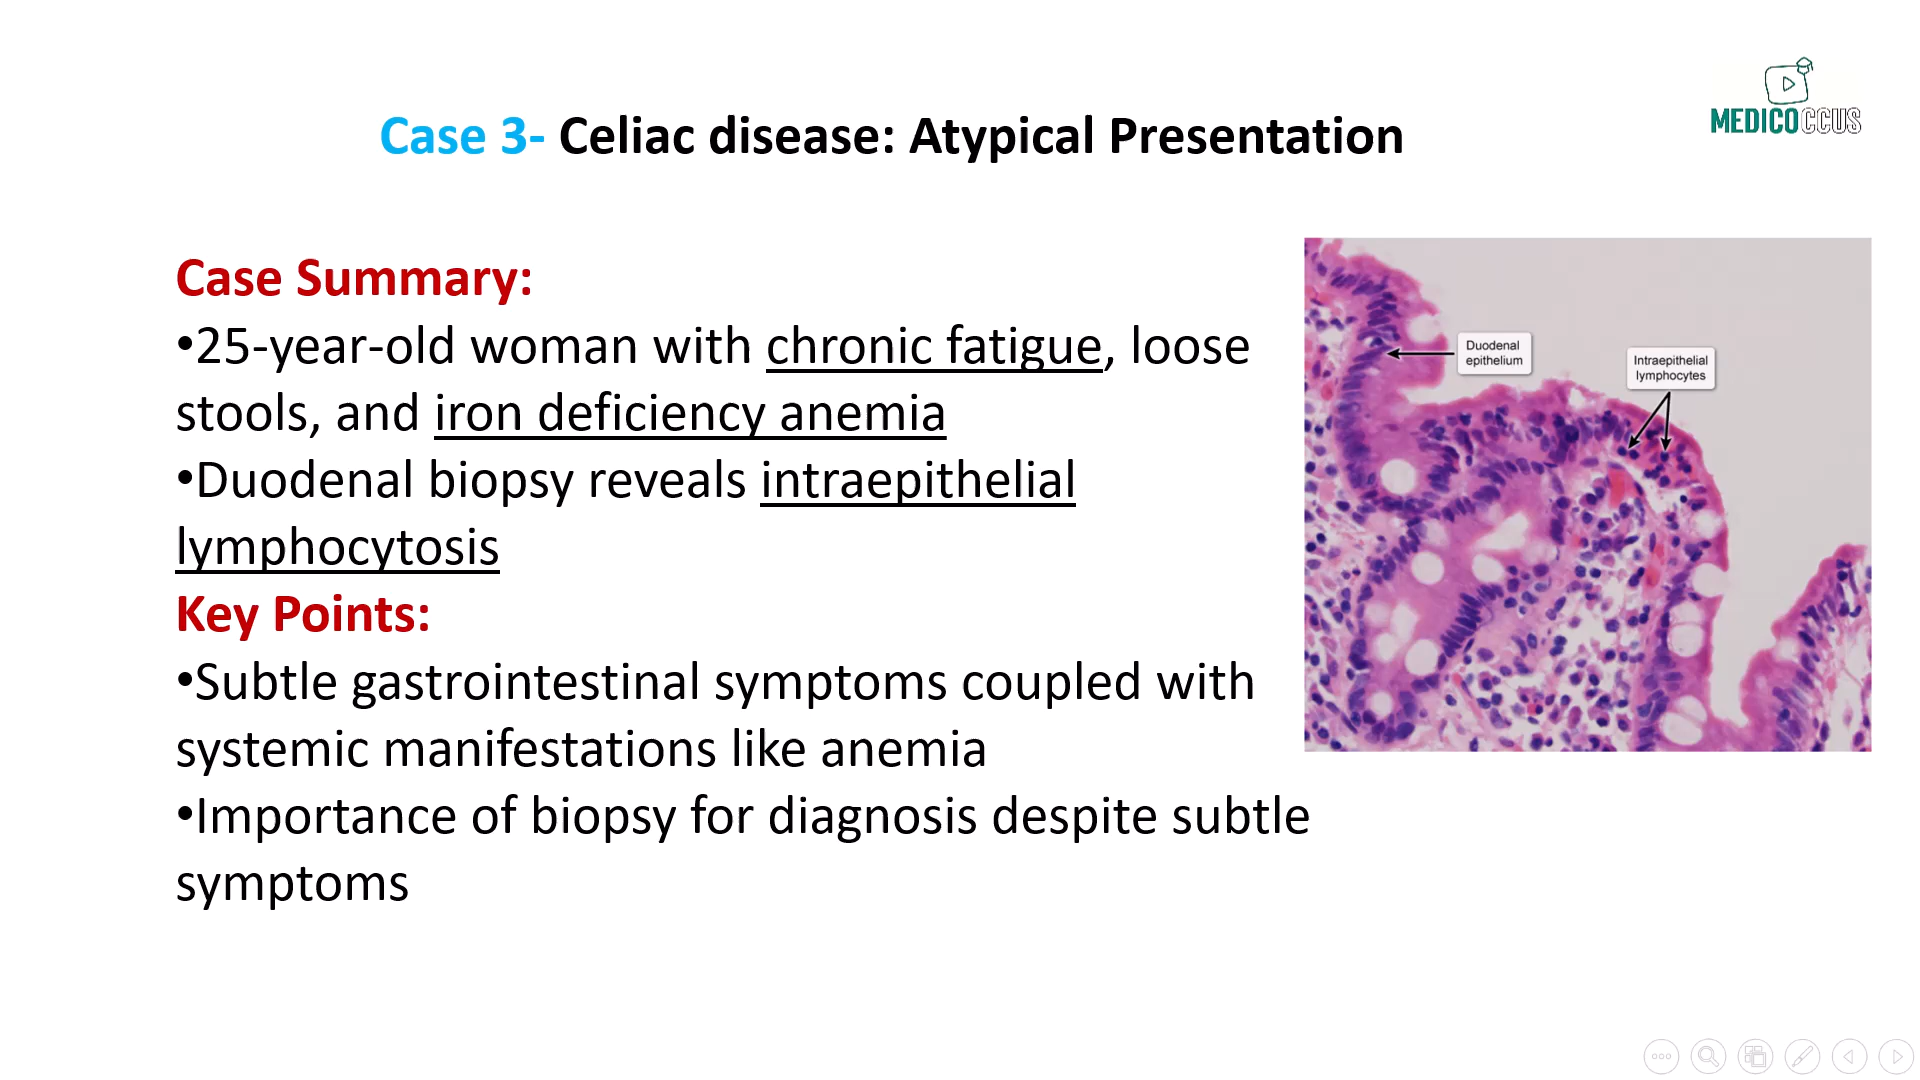 MEDICOCCUS
Case 3- Celiac disease: Atypical Presentation
Case Summary:
•25-year-old woman with chronic fatigue, loose
stools, and iron deficiency anemia
•Duodenal biopsy reveals intraepithelial
lymphocytosis
Key Points:
•Subtle gastrointestinal symptoms coupled with
systemic manifestations like anemia
•Importance of biopsy for diagnosis despite subtle
symptoms
Duodenal
epithelium
Intraepithelial
lymphocytes